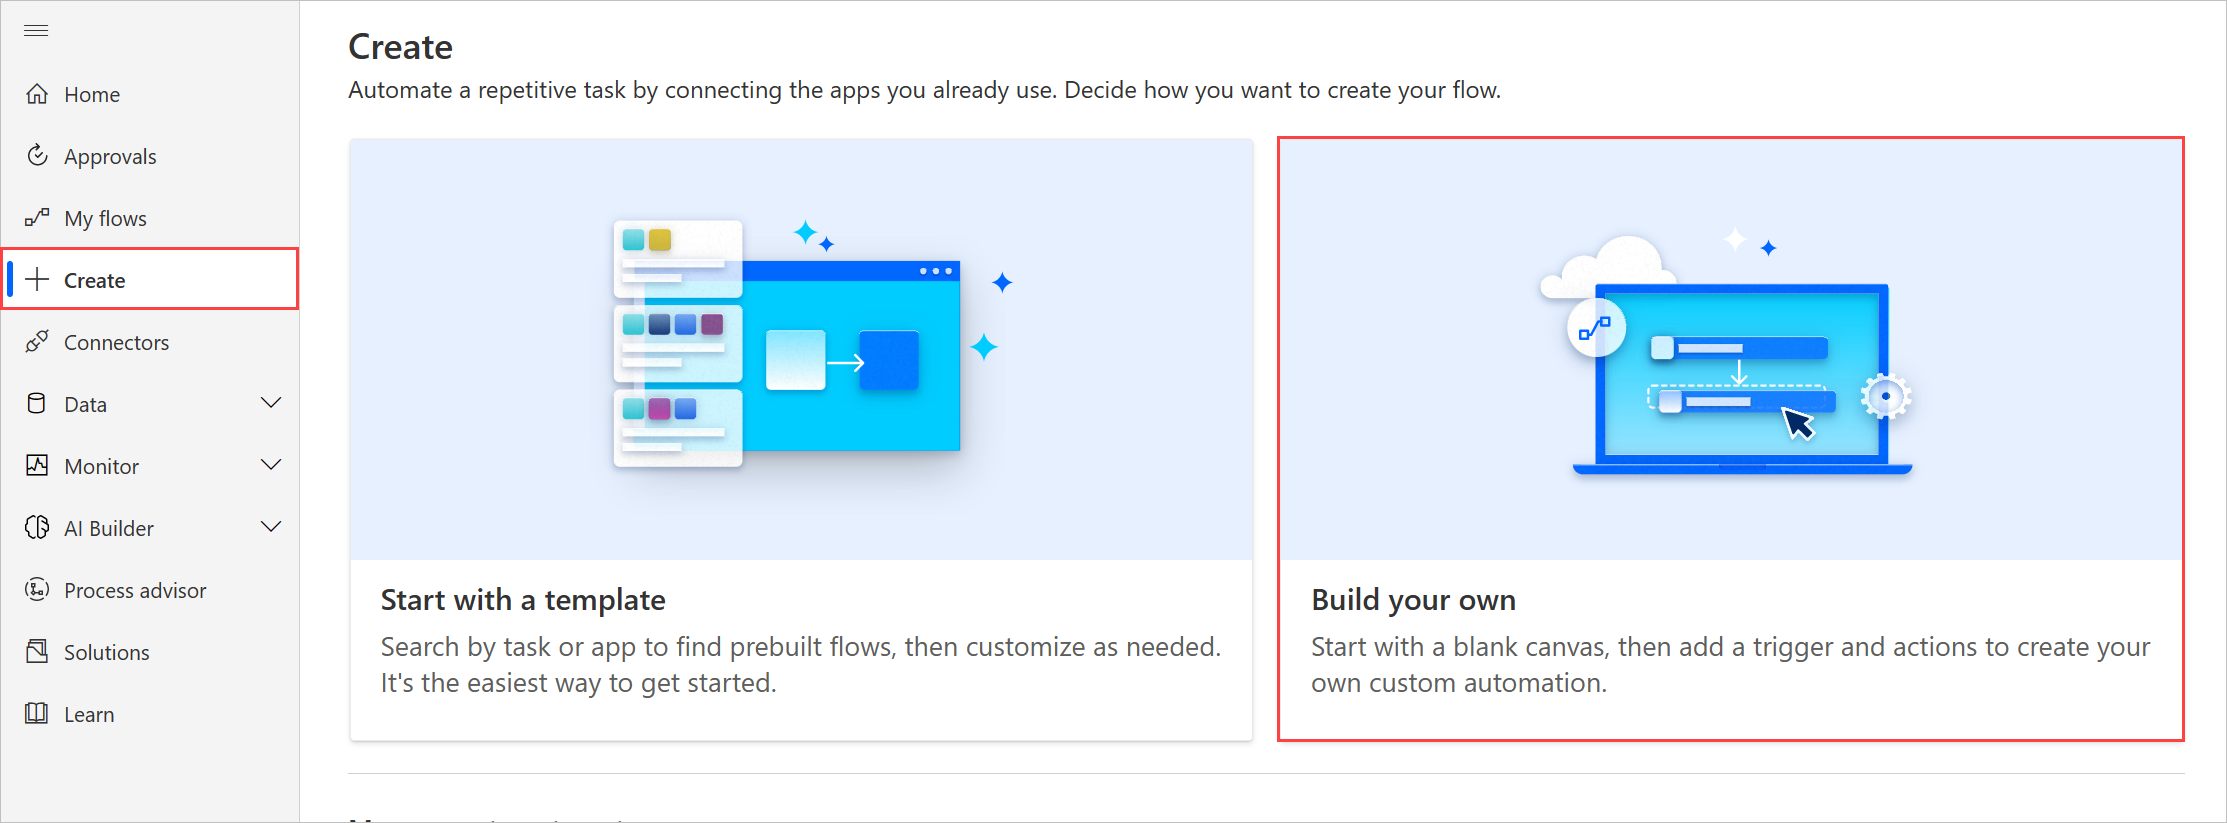 Home
Approvals
My flows
Create
Connectors
Data
Monitor
AI Builder
Process advisor
Solutions
Learn
Create
Automate a repetitive task by connecting the apps you already use. Decide how you want to create your flow.
Start with a template
Search by task or app to find prebuilt flows, then customize as needed.
It's the easiest way to get started.
Build your own
Start with a blank canvas, then add a trigger and actions to create your
own custom automation.